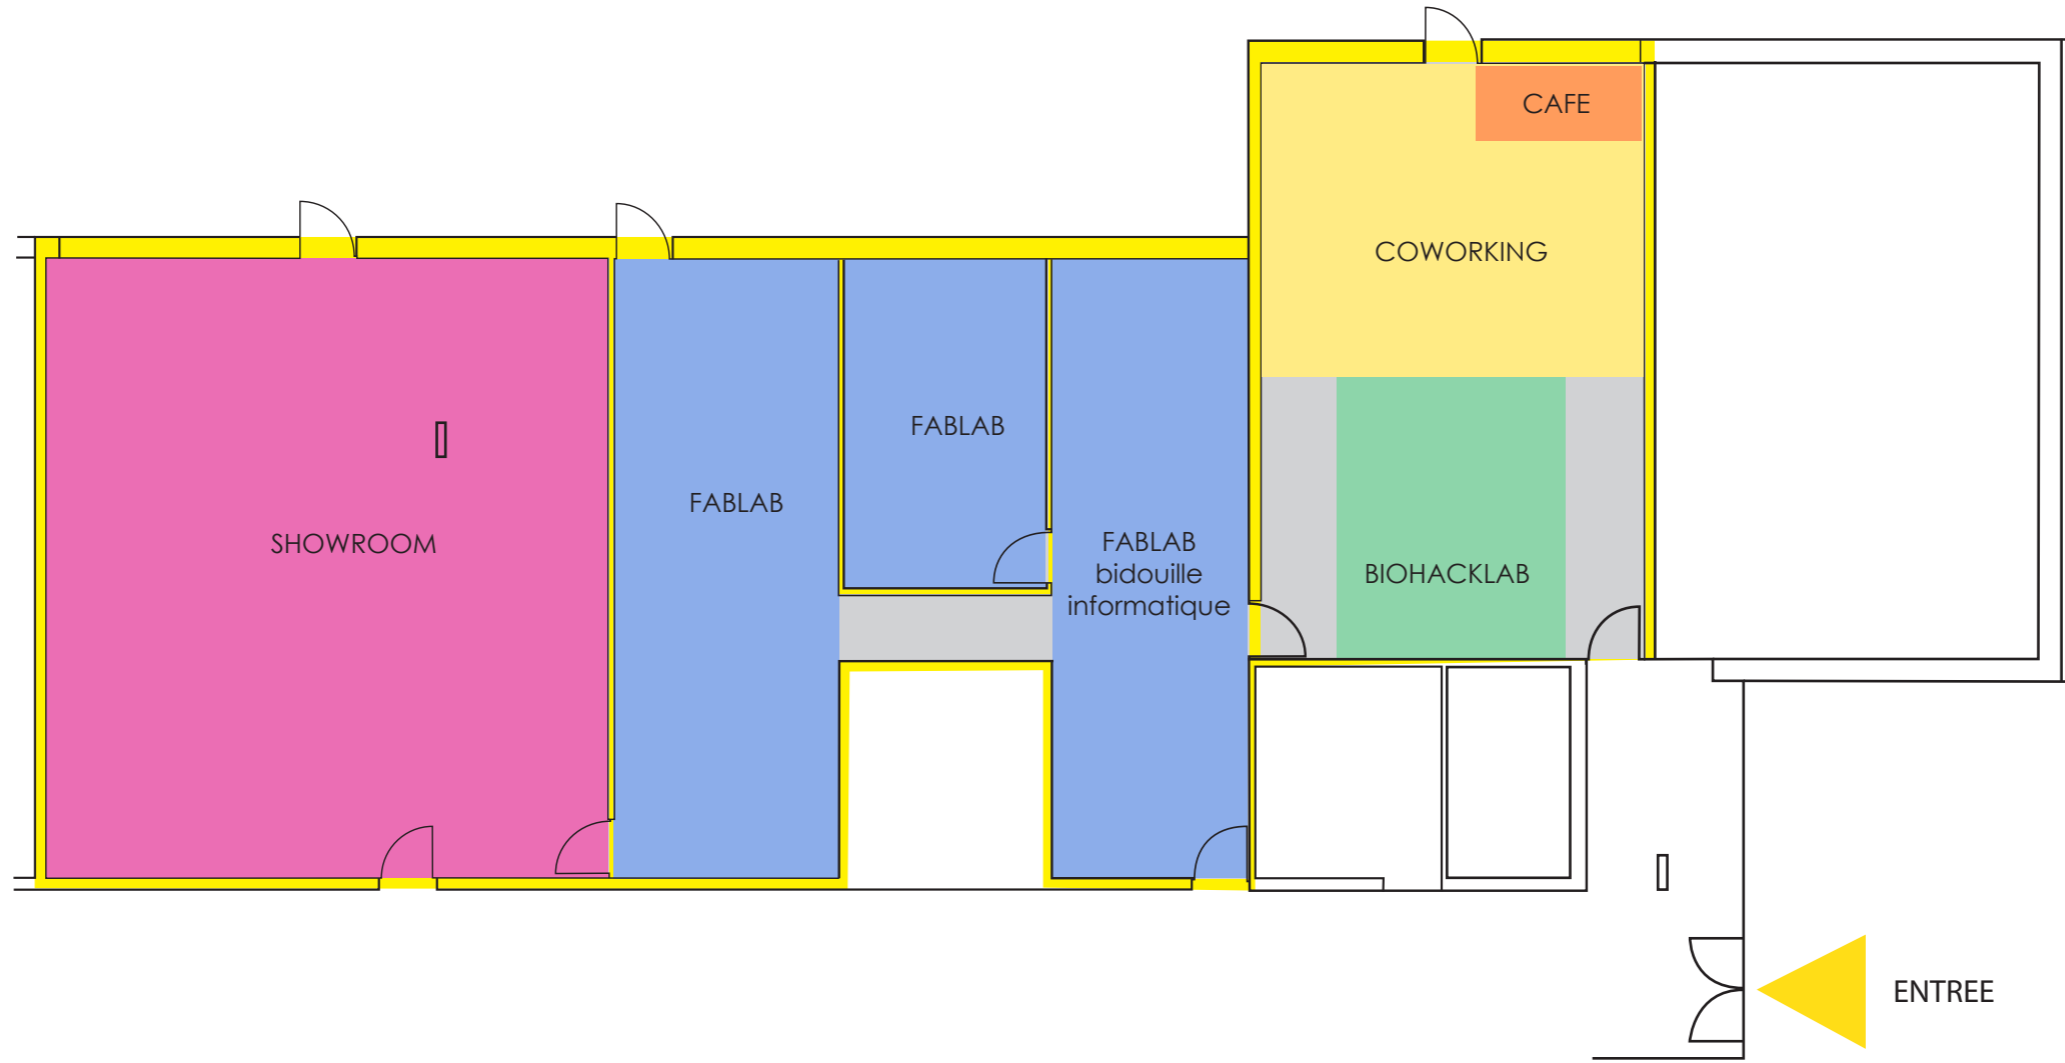 CAFE
COWORKING
FABLAB
FABLAB
SHOWROOM
FABLAB
bidouille
informatique
BIOHACKLAB
ENTREE